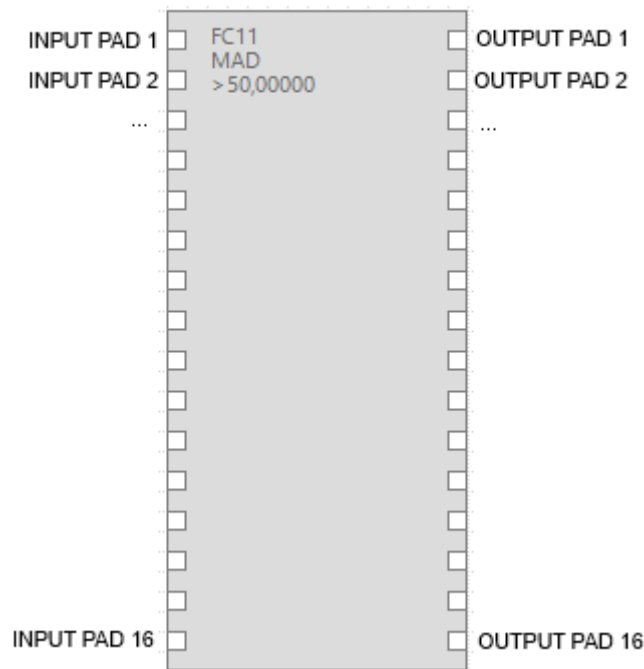 INPUT PAD 1
FC11
OUTPUT PAD 1
MAD
INPUT PAD 2
>50,00000
OUTPUT PAD 2
...
...
INPUT PAD 16
OUTPUT PAD 16